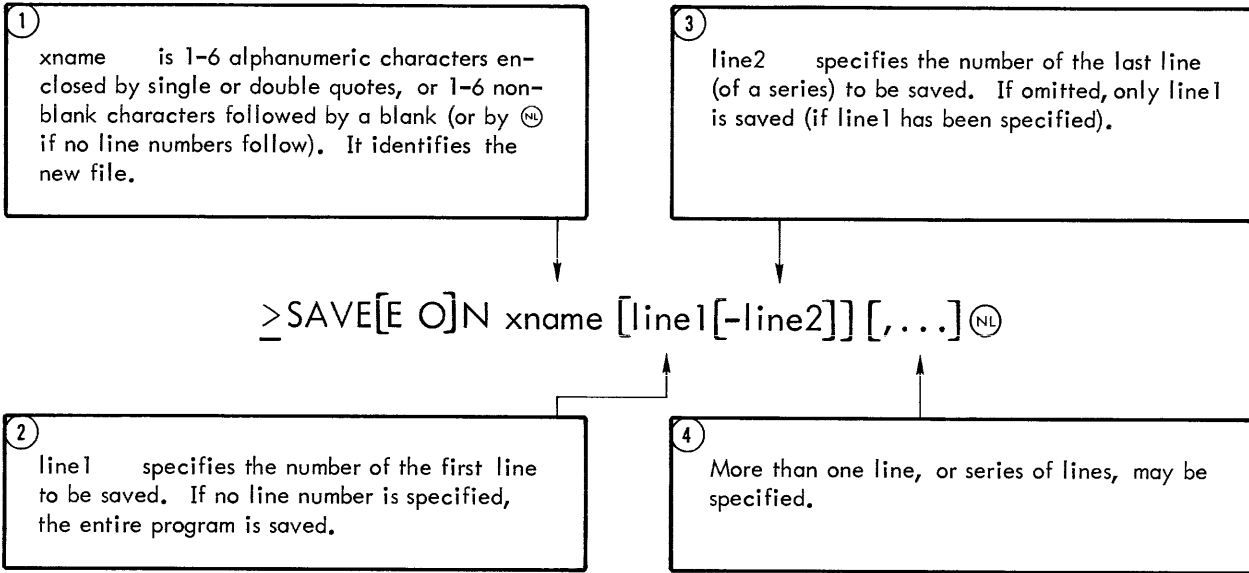 1
xname is 1-6 alphanumeric characters en-
closed by single or double quotes, or 1-6 non-
blank characters followed by a blank (or by NL
if no line numbers follow). It identifies the
new file.
3
line2 specifies the number of the last line
(of a series) to be saved. If omitted, only line1
is saved (if line1 has been specified).
>SAVE[E O]N xname [line1[-line2]] [,...] NL
2
line1 specifies the number of the first line
to be saved. If no line number is specified,
the entire program is saved.
4
More than one line, or series of lines, may be
specified.